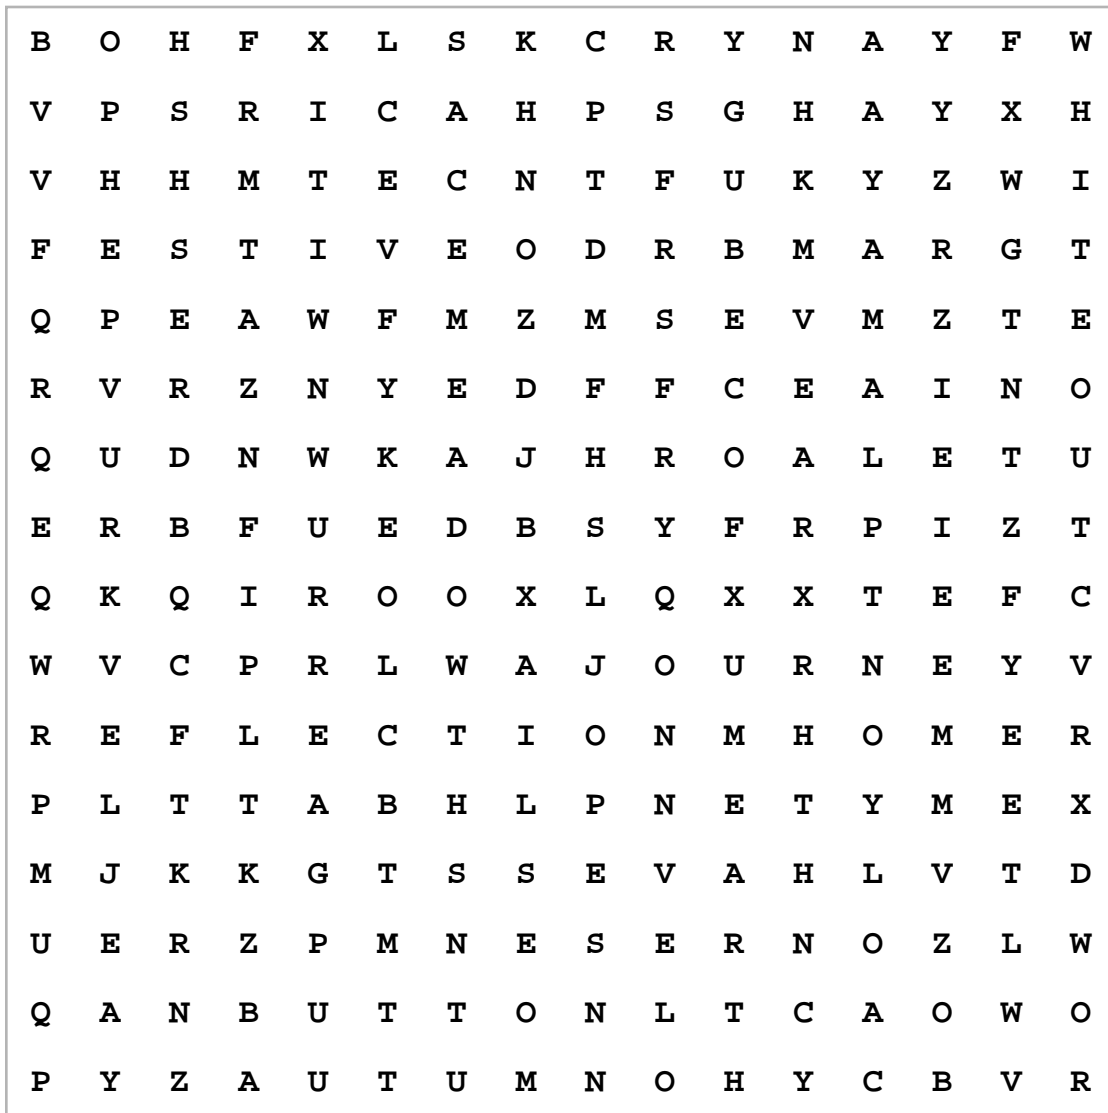 B O H F X L S K C R Y N A Y F W
V P S R I C A H P S G H A Y X H
V H H M T E C N T F U K Y Z W I
F E S T I V E O D R B M A R G T
Q P E A W F M Z M S E V M Z T E
R V R Z N Y E D F F C E A I N O
Q U D N W K A J H R O A L E T U
E R B F U E D B S Y F R P I Z T
Q K Q I R O O X L Q X X T E F C
W V C P R L W A J O U R N E Y V
R E F L E C T I O N M H O M E R
P L T T A B H L P N E T Y M E X
M J K K G T S S E V A H L V T D
U E R Z P M N E S E R N O Z L W
Q A N B U T T O N L T C A O W O
P Y Z A U T U M N O H Y C B V R